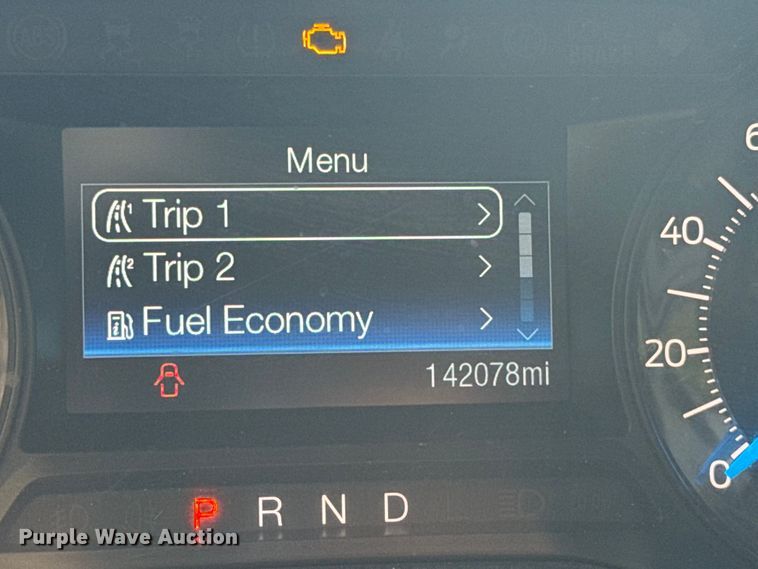 Menu
Trip 1
Trip 2
Fuel Economy
142078mi
P R N D
40
20
0
Purple Wave Auction